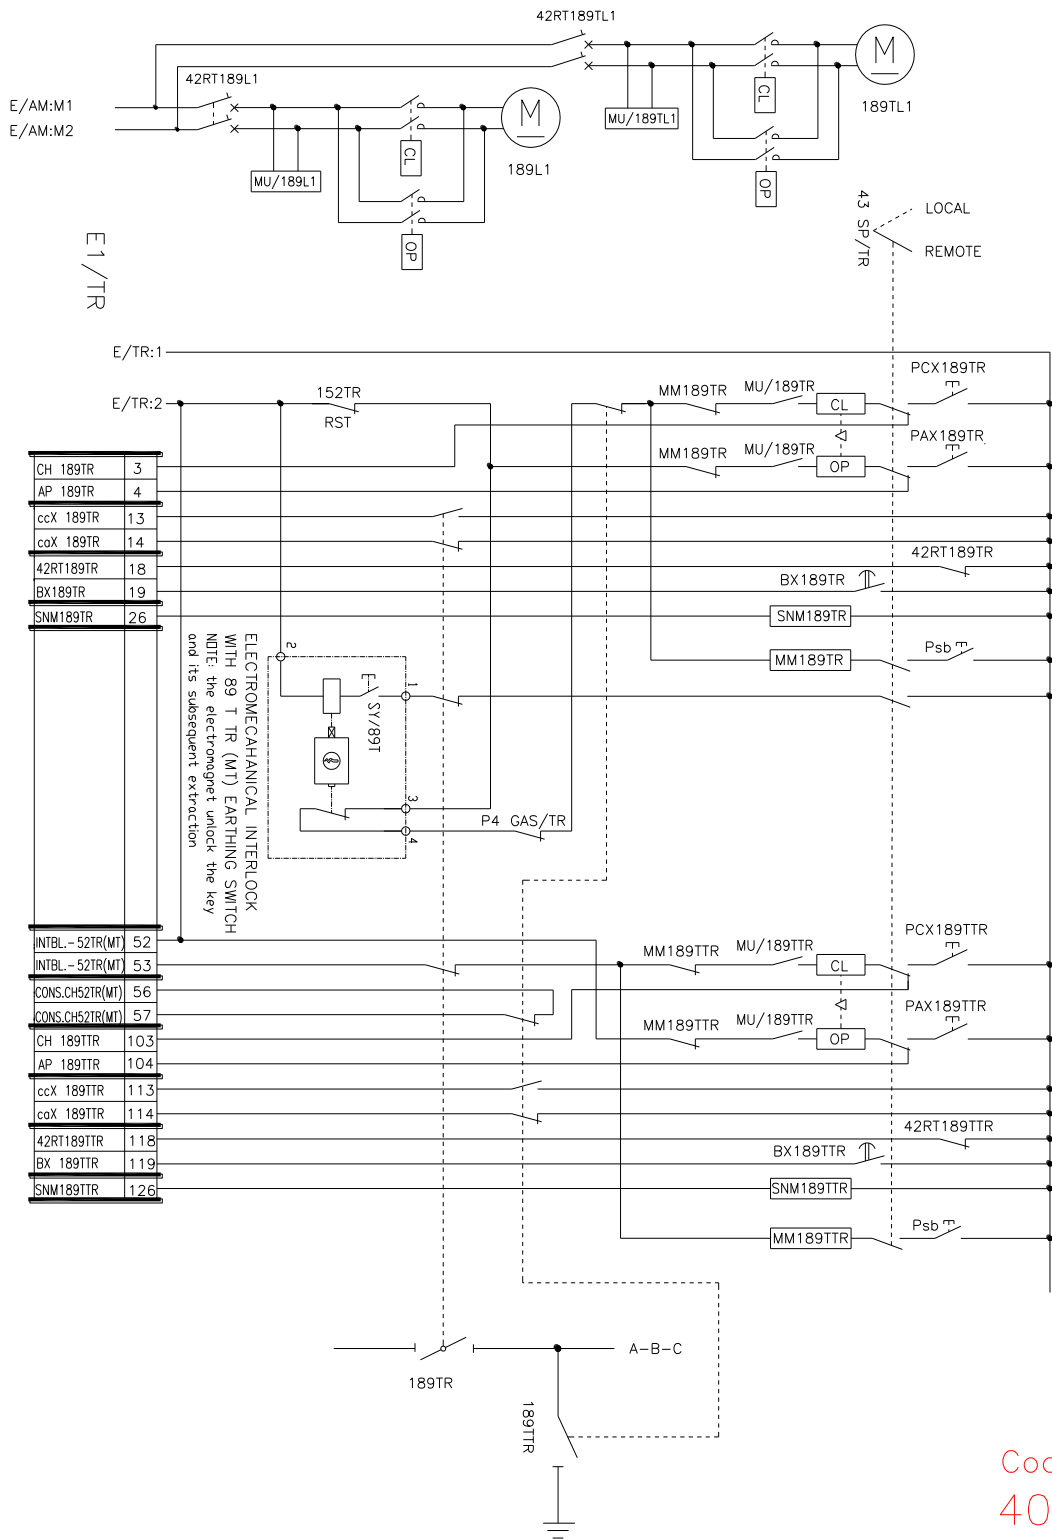 42RT189TL1
M
42RT189L1
189TL1
E/AM:M1
CL
MU/189TL1
M
E/AM:M2
CL
189L1
MU/189L1
OP
43 SP/TR
LOCAL
REMOTE
OP
E1/TR
E/TR:1
PCX189TR
E/TR:2
152TR
RST
MM189TR
MU/189TR
CL
PAX189TR
MM189TR
MU/189TR
OP
CH 189TR 3
AP 189TR 4
ccX 189TR 13
caX 189TR 14
42RT189TR
42RT189TR 18
BX189TR
BX189TR 19
SNM189TR 26
SNM189TR
ELECTROMECAHANICAL INTERLOCK
WITH 89 T TR (MT) EARTHING SWITCH
NOTE: the electromagnet unlock the key
and its subsequent extraction
2
MM189TR
Psb
1
SY/89T
3
4
P4 GAS/TR
INTBL.-52TR(MT) 52
INTBL.-52TR(MT) 53
PCX189TTR
MM189TTR
MU/189TTR
CL
CONS.CH52TR(MT) 56
CONS.CH52TR(MT) 57
PAX189TTR
MM189TTR
MU/189TTR
OP
CH 189TTR 103
AP 189TTR 104
ccX 189TTR 113
caX 189TTR 114
42RT189TTR
42RT189TTR 118
BX189TTR
BX 189TTR 119
SNM189TTR 126
SNM189TTR
MM189TTR
Psb
A-B-C
189TR
189TTR
40